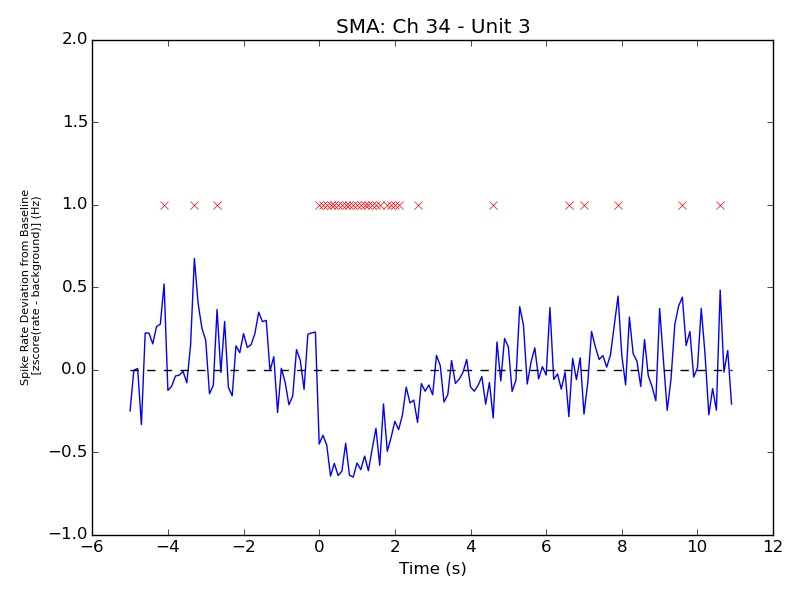 SMA: Ch 34 - Unit 3
2.0
1.5
1.0
0.5
0.0
−0.5
−1.0
Spike Rate Deviation from Baseline
[zscore(rate - background)] (Hz)
−6 −4 −2 0 2 4 6 8 10 12
Time (s)